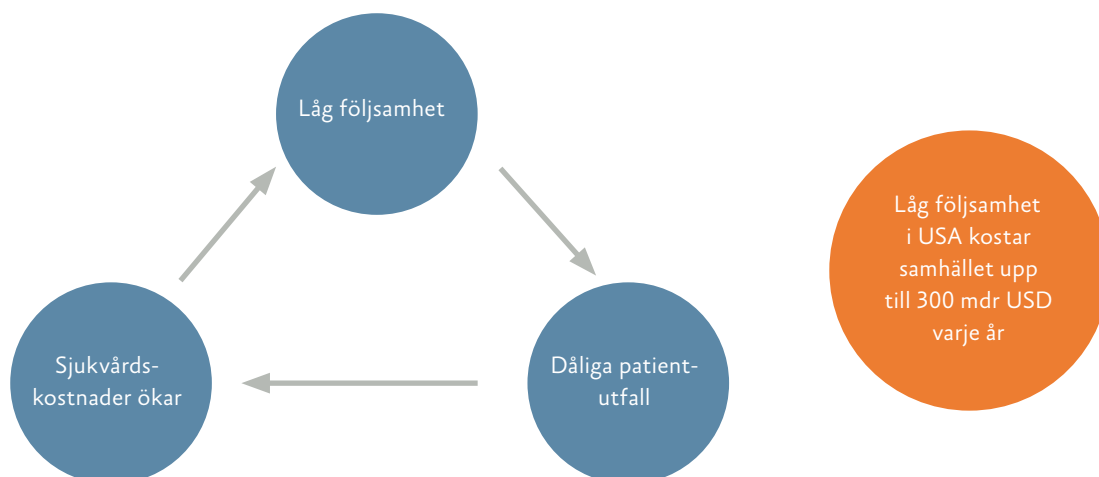 Låg följsamhet
Låg följsamhet
i USA kostar
samhället upp
till 300 mdr USD
varje år
Sjukvårds-
kostnader ökar
Dåliga patient-
utfall